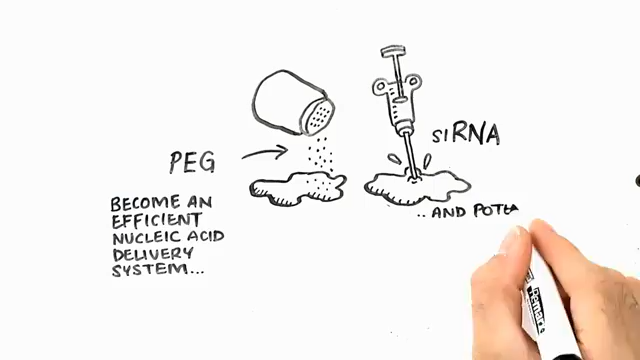 PEG
BECOME AN
EFFICIENT
NUCLEIC ACID
DELIVERY
SYSTEM...
siRNA
.. AND